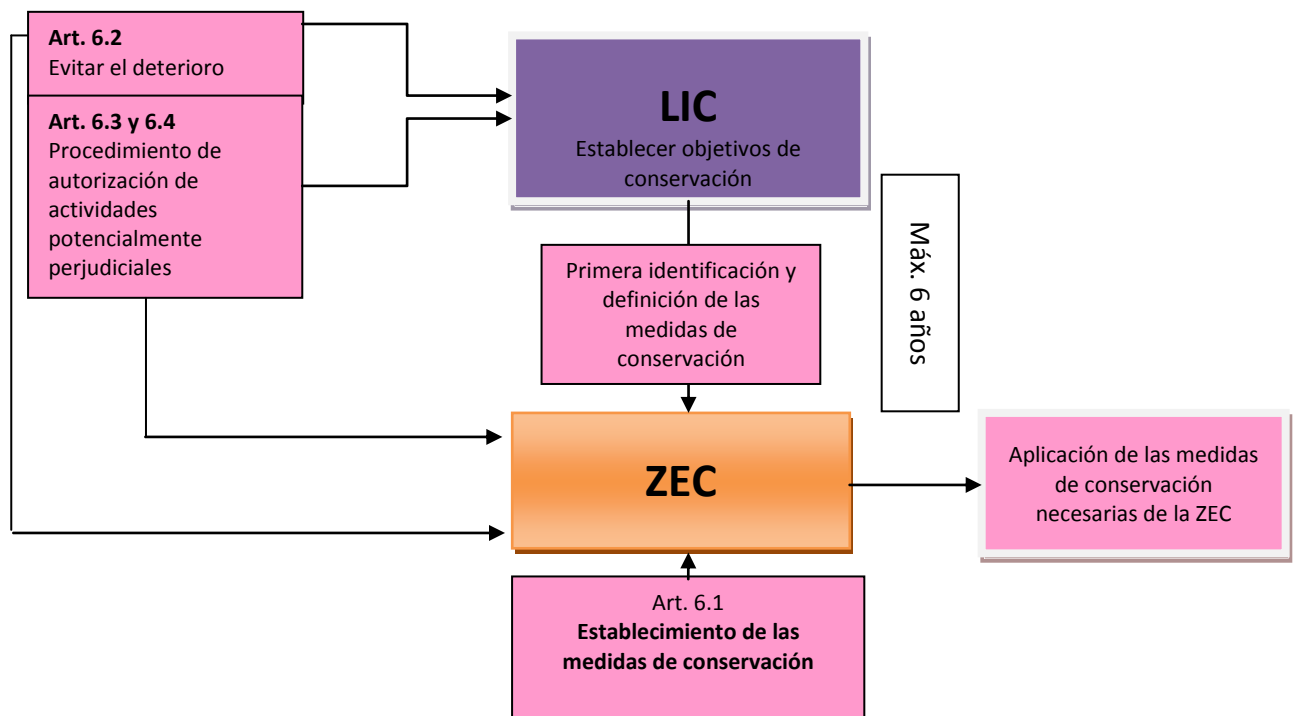 Art. 6.2
Evitar el deterioro
Art. 6.3 y 6.4
Procedimiento de
autorización de
actividades
potencialmente
perjudiciales
LIC
Establecer objetivos de
conservación
Primera identificación y
definición de las
medidas de
conservación
Máx. 6 años
ZEC
Aplicación de las medidas
de conservación
necesarias de la ZEC
Art. 6.1
Establecimiento de las
medidas de conservación